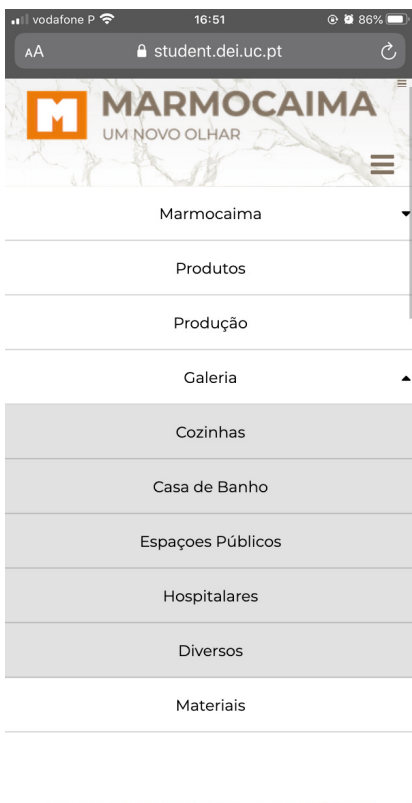 vodafone P 16:51 86%
AA student.dei.uc.pt
M MARMOCAIMA
UM NOVO OLHAR
Marmocaima
Produtos
Produção
Galeria
Cozinhas
Casa de Banho
Espaçoes Públicos
Hospitalares
Diversos
Materiais